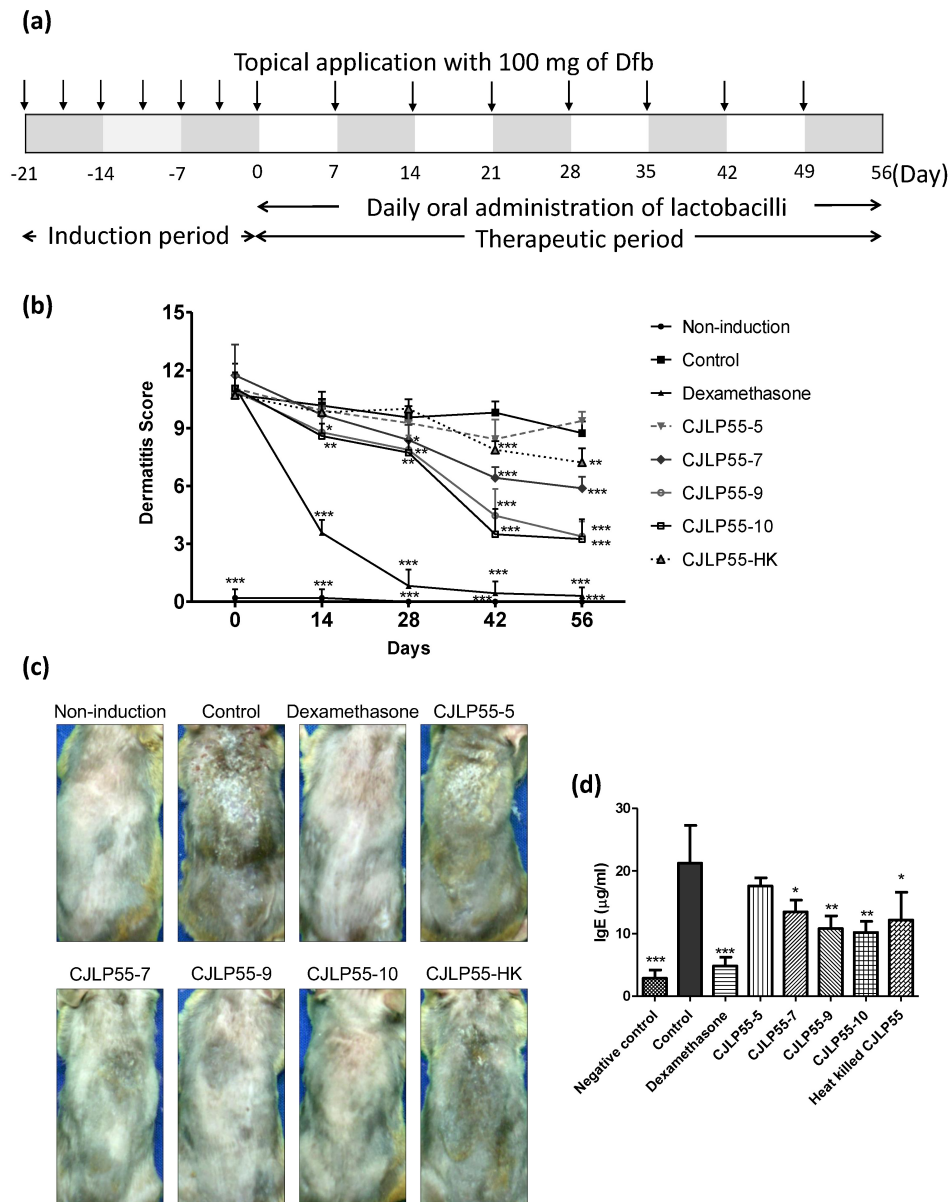 (a)
Topical application with 100 mg of Dfb
-21 -14 -7 0 7 14 21 28 35 42 49 56(Day)
Daily oral administration of lactobacilli
Induction period Therapeutic period
(b)
15
12
9
6
3
0
Dermatitis Score
* *
** ** **
*** ***
*** ***
*** ***
*** ***
**
***
***
***
*** *** *** *** ***
*** *** *** *** ***
0 14 28 42 56
Days
Non-induction
Control
Dexamethasone
CJLP55-5
CJLP55-7
CJLP55-9
CJLP55-10
CJLP55-HK
(c)
Non-induction Control Dexamethasone CJLP55-5
CJLP55-7 CJLP55-9 CJLP55-10 CJLP55-HK
(d)
30
20
10
0
IgE (µg/ml)
*** *** * ** ** *
Negative control
Control
Dexamethasone
CJLP55-5
CJLP55-7
CJLP55-9
CJLP55-10
Heat killed CJLP55